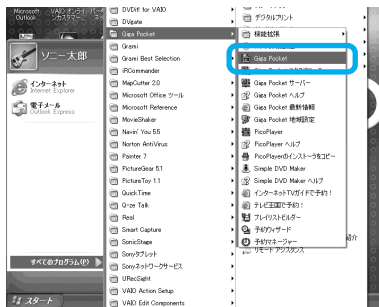 Microsoft Outlook
VAIO オンライン
カスタマー
ソニー太郎
インターネット
Internet Explorer
電子メール
Outlook Express
すべてのプログラム(P)
スタート
DVDit for VAIO
DVgate
Giga Pocket
Grami
Grami Best Selection
iRCommander
MapCutter 2.0
Microsoft Office ツール
Microsoft Reference
MovieShaker
Navin' You 5.5
Norton AntiVirus
Painter 7
PictureGear 5.1
PictureToy 1.1
QuickTime
Q-ze Talk
Real
Smart Capture
SonicStage
Sonyタブレット
Sonyネットワークサービス
URecSight
VAIO Action Setup
VAIO Edit Components
デジタルプリント
機能拡張
Giga Pocket
Giga Pocket サーバー
Giga Pocket ヘルプ
Giga Pocket 最新情報
Giga Pocket 地域設定
PicoPlayer
PicoPlayer ヘルプ
PicoPlayerのインストーラをコピー
Simple DVD Maker
Simple DVD Maker ヘルプ
インターネットTVガイドで予約!
テレビ王国で予約!
プレイリストビルダー
予約ウィザード
予約マネージャー
紹介
リモート アシスタンス